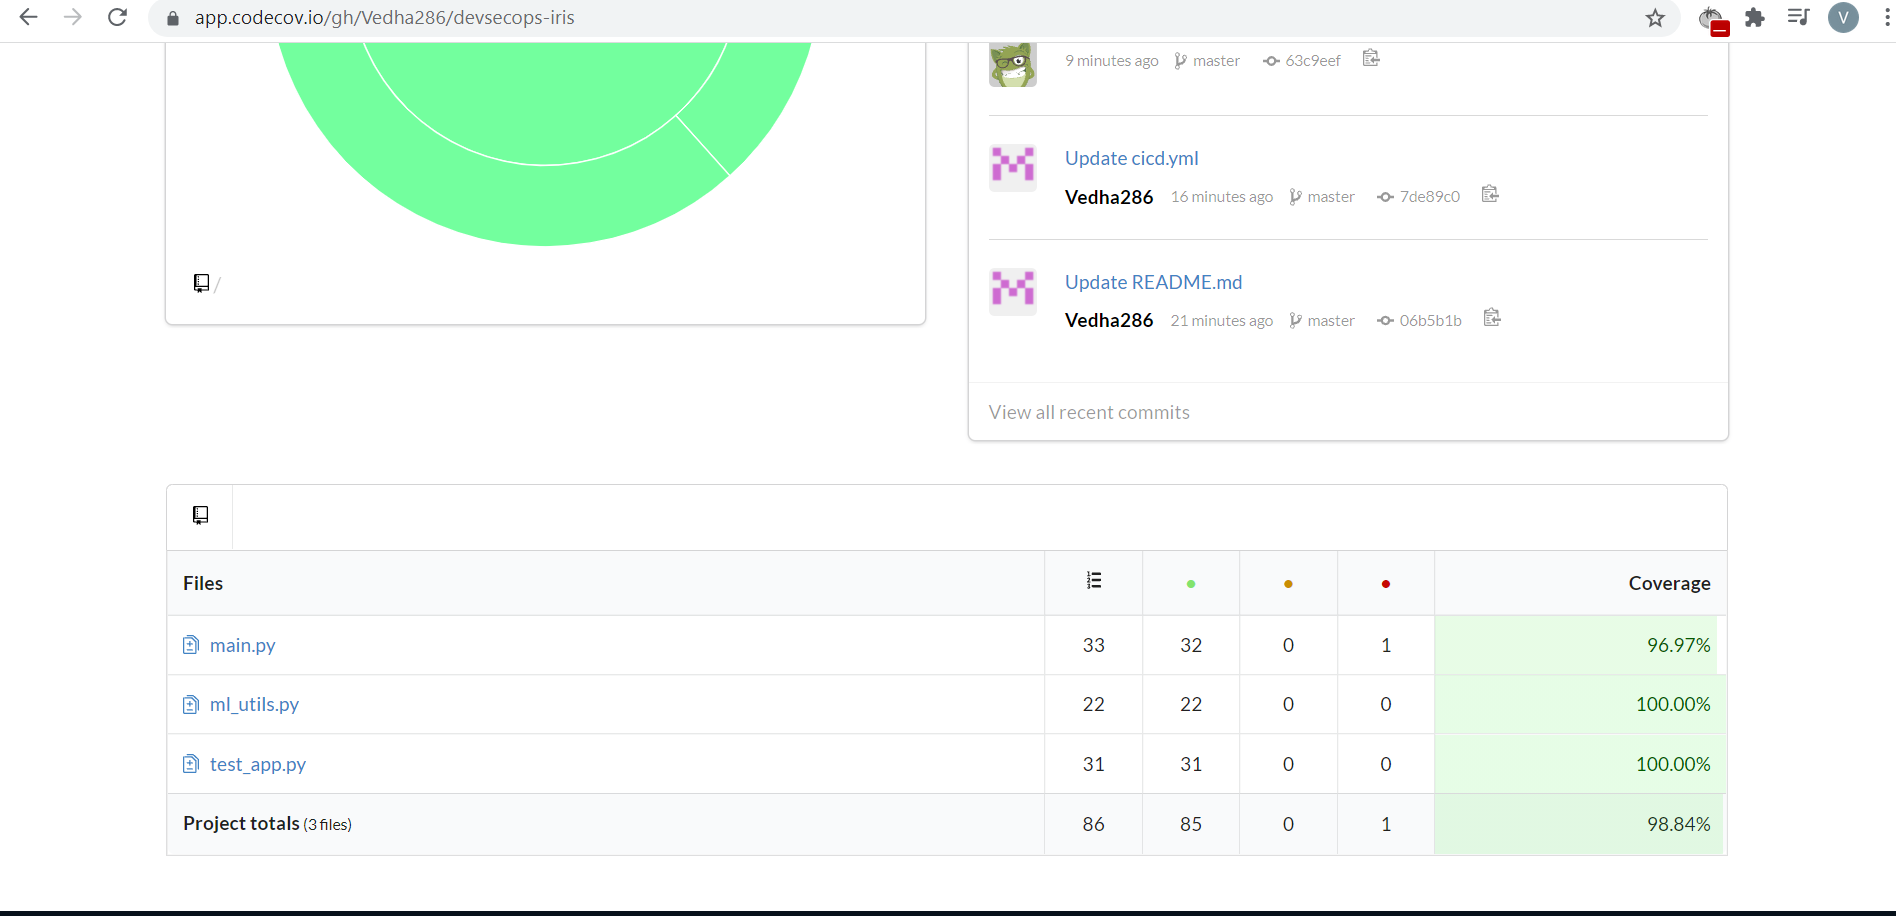 app.codecov.io/gh/Vedha286/devsecops-iris
V
9 minutes ago master 63c9eef
Update cicd.yml
Vedha286 16 minutes ago master 7de89c0
Update README.md
Vedha286 21 minutes ago master 06b5b1b
/
View all recent commits
Files Coverage
main.py 33 32 0 1 96.97%
ml_utils.py 22 22 0 0 100.00%
test_app.py 31 31 0 0 100.00%
Project totals (3 files) 86 85 0 1 98.84%